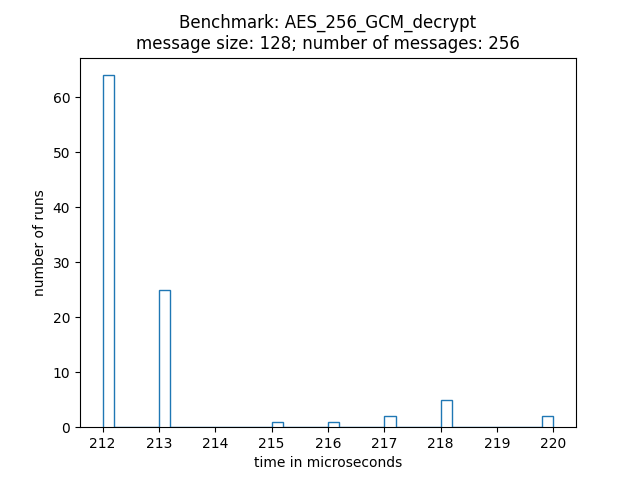 Benchmark: AES_256_GCM_decrypt
message size: 128; number of messages: 256
number of runs
60
50
40
30
20
10
0
212 213 214 215 216 217 218 219 220
time in microseconds